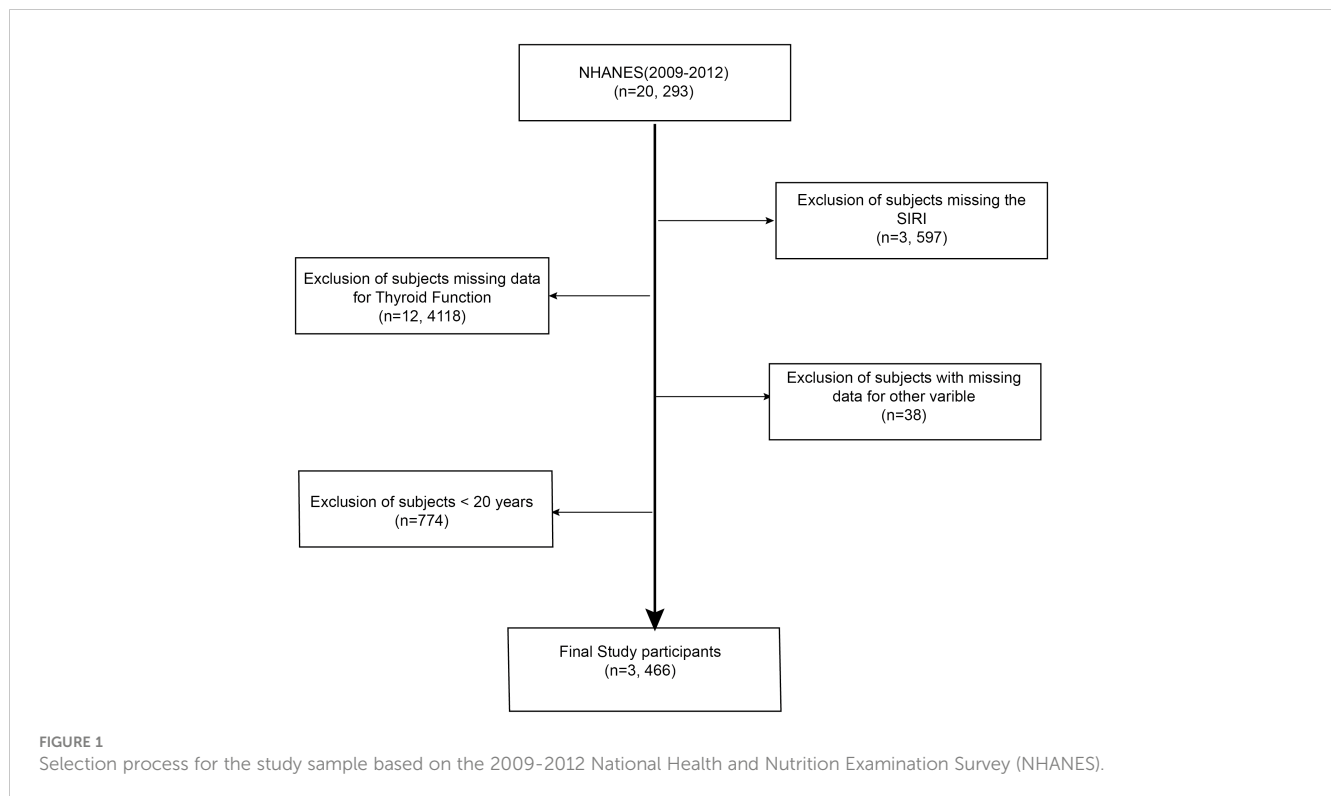 NHANES(2009-2012)
(n=20, 293)
Exclusion of subjects missing the
SIRI
(n=3, 597)
Exclusion of subjects missing data
for Thyroid Function
(n=12, 4118)
Exclusion of subjects with missing
data for other varible
(n=38)
Exclusion of subjects < 20 years
(n=774)
Final Study participants
(n=3, 466)
FIGURE 1
Selection process for the study sample based on the 2009-2012 National Health and Nutrition Examination Survey (NHANES).